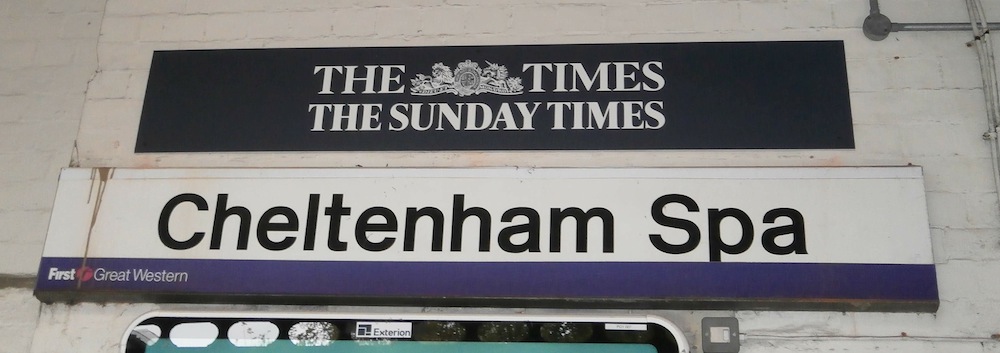 THE TIMES
THE SUNDAY TIMES
Cheltenham Spa
First Great Western
Exterion